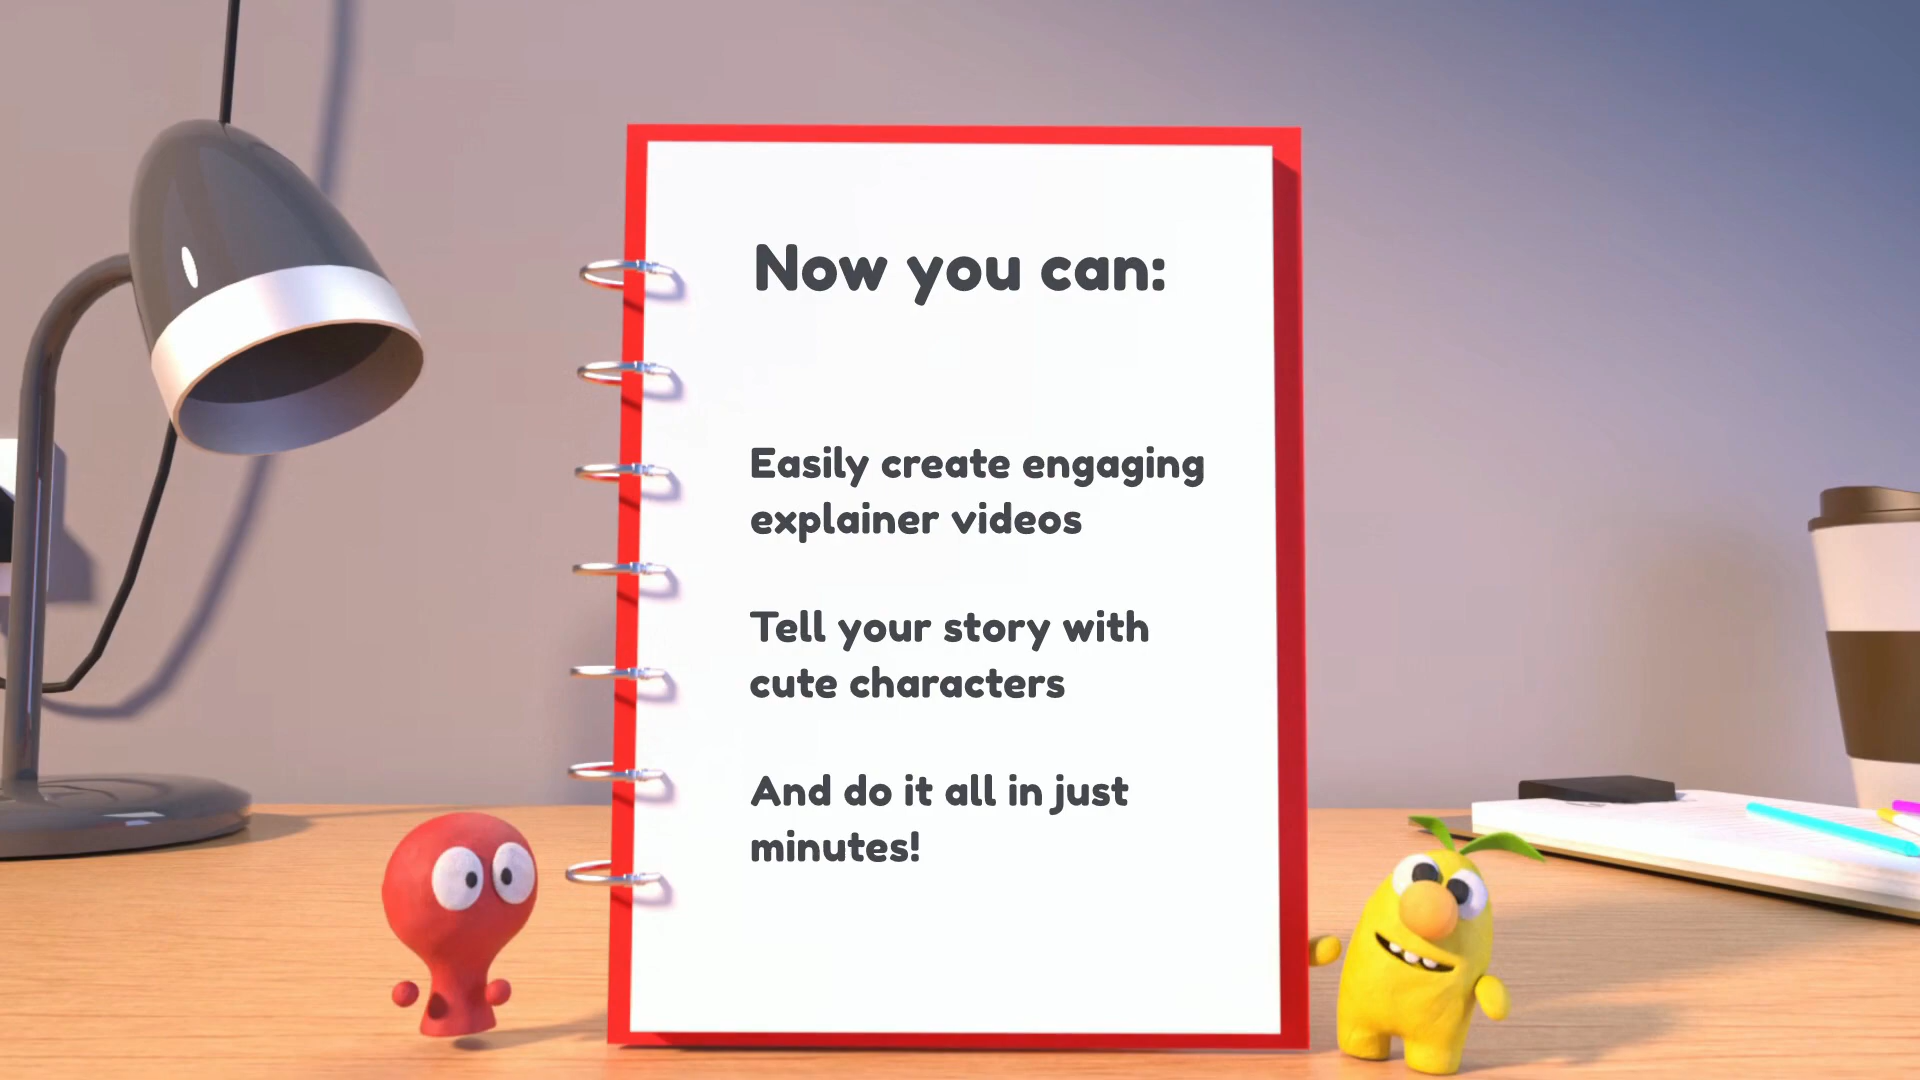 Now you can:
Easily create engaging
explainer videos
Tell your story with
cute characters
And do it all in just
minutes!